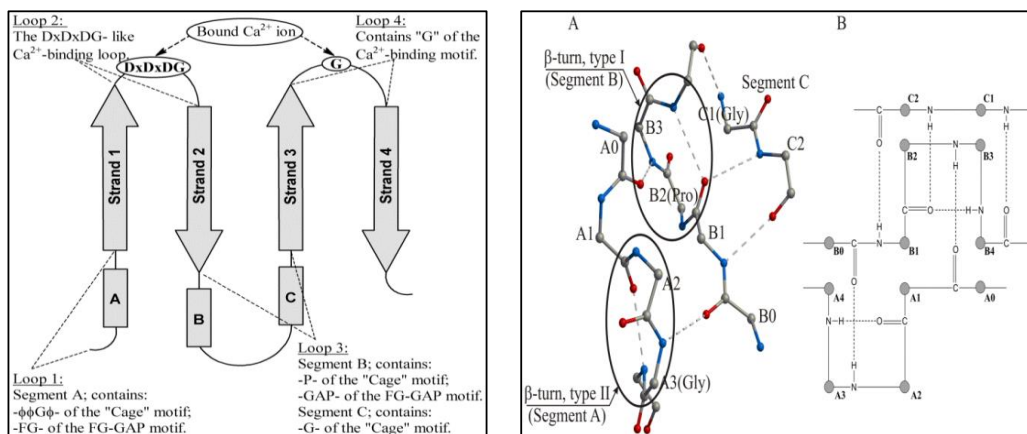 Loop 2:
The DxDxDG- like
Ca²⁺-binding loop.
Bound Ca²⁺ ion
Loop 4:
Contains "G" of the
Ca²⁺-binding motif.
DxDxDG
G
Strand 1
Strand 2
Strand 3
Strand 4
A
B
C
Loop 1:
Segment A; contains:
-ϕϕGϕ- of the "Cage" motif;
-FG- of the FG-GAP motif.
Loop 3:
Segment B; contains:
-P- of the "Cage" motif;
-GAP- of the FG-GAP motif.
Segment C; contains:
-G- of the "Cage" motif.
A
β-turn, type I
(Segment B)
Segment C
C1(Gly)
B3
A0
C2
B2(Pro)
B1
A1
A2
B0
A3(Gly)
β-turn, type II
(Segment A)
B
C2
C1
C
N
N
O
H
H
B2
B3
N
H
H
O
C
O
H
N
C
N
B0
C
B1
B4
C
O
O
A4
A1
C
A0
N
H
O
C
H
N
A3
A2